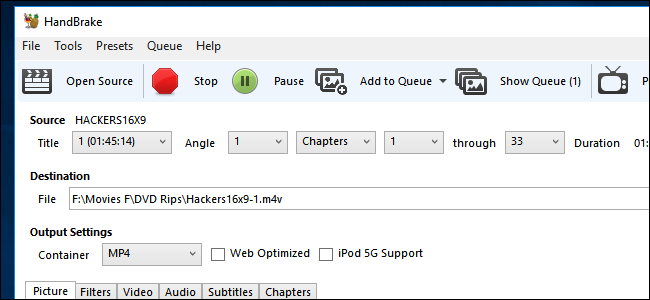 HandBrake
File Tools Presets Queue Help
Open Source Stop Pause Add to Queue Show Queue (1)
Source HACKERS16X9
Title 1 (01:45:14) Angle 1 Chapters 1 through 33 Duration 01:
Destination
File F:\Movies F\DVD Rips\Hackers16x9-1.m4v
Output Settings
Container MP4 Web Optimized iPod 5G Support
Picture Filters Video Audio Subtitles Chapters